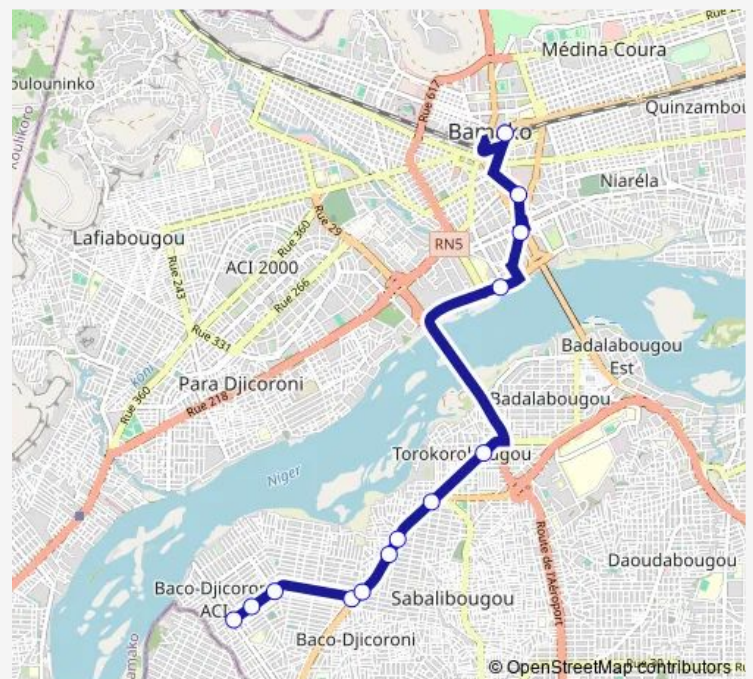 Médina Coura
Rue 617
Quinzambou
Koulikoro
Bamako
Niaréla
Lafiabougou
Rue 360
Rue 29
RN5
ACI 2000
Rue 243
Rue 266
Rue 331
Badalabougou
Est
Koni
Rue 360
Para Djicoroni
Rue 218
Badalabougou
Torokorobougou
Niger
Route de l'Aéroport
Daoudabougou
Baco-Djicoroni
ACI
Sabalibougou
Baco-Djicoroni
© OpenStreetMap contributors